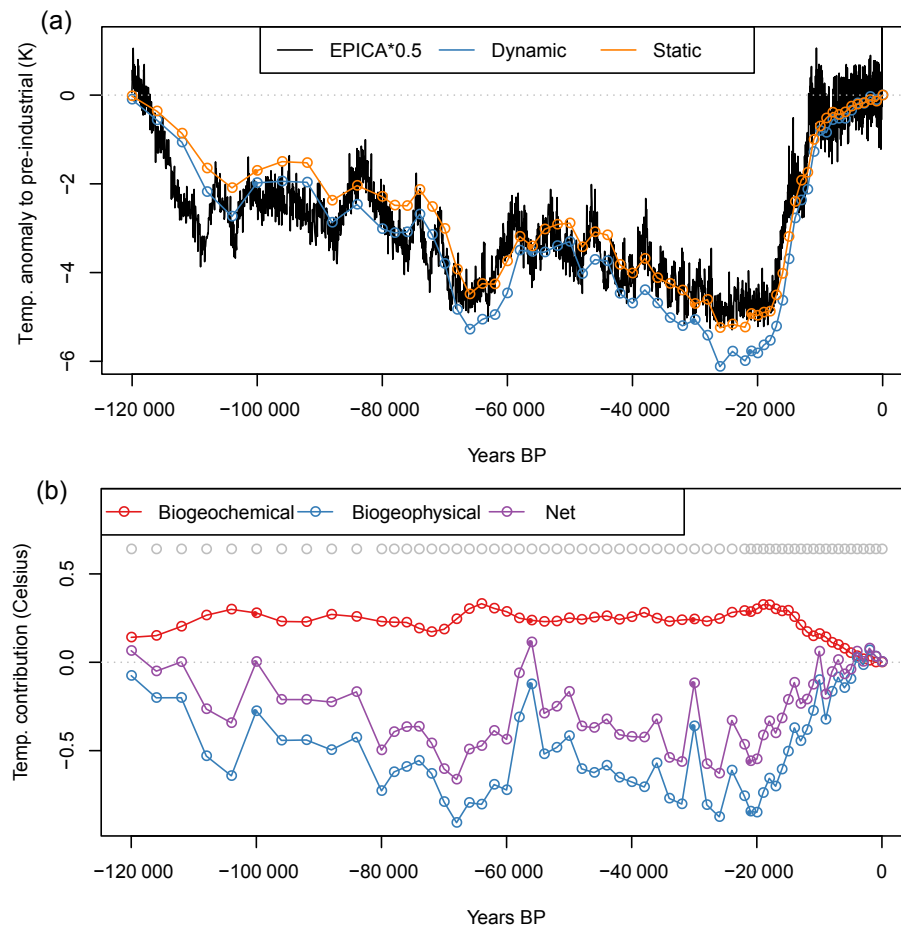 (a)
EPICA*0.5 Dynamic Static
Temp. anomaly to pre-industrial (K)
0
−2
−4
−6
−120 000 −100 000 −80 000 −60 000 −40 000 −20 000 0
Years BP
(b)
Biogeochemical Biogeophysical Net
Temp. contribution (Celsius)
0.5
0.0
−0.5
−120 000 −100 000 −80 000 −60 000 −40 000 −20 000 0
Years BP